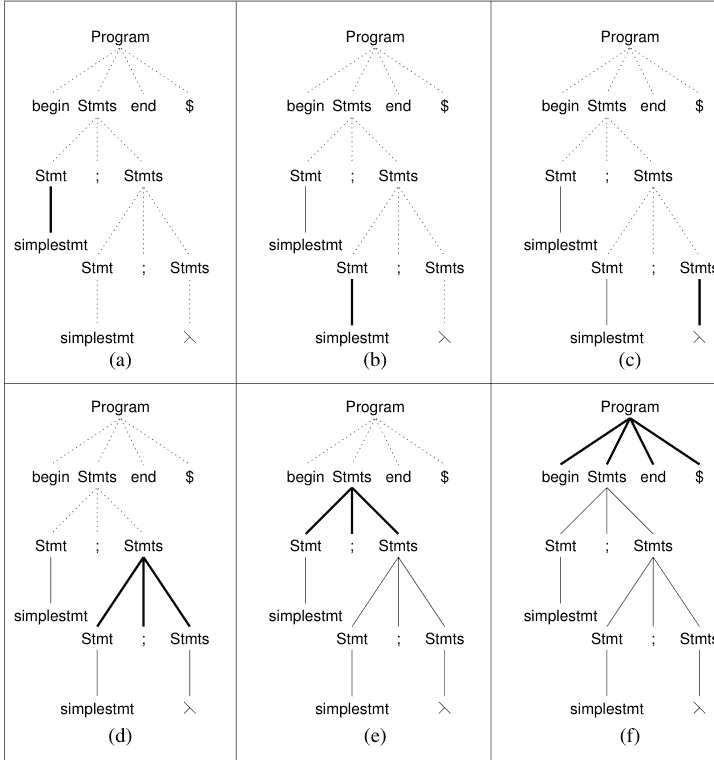 Program
begin Stmts end $
Stmt ; Stmts
simplestmt
Stmt ; Stmts
simplestmt λ
(a)
Program
begin Stmts end $
Stmt ; Stmts
simplestmt
Stmt ; Stmts
simplestmt λ
(b)
Program
begin Stmts end $
Stmt ; Stmts
simplestmt
Stmt ; Stmts
simplestmt λ
(c)
Program
begin Stmts end $
Stmt ; Stmts
simplestmt
Stmt ; Stmts
simplestmt λ
(d)
Program
begin Stmts end $
Stmt ; Stmts
simplestmt
Stmt ; Stmts
simplestmt λ
(e)
Program
begin Stmts end $
Stmt ; Stmts
simplestmt
Stmt ; Stmts
simplestmt λ
(f)